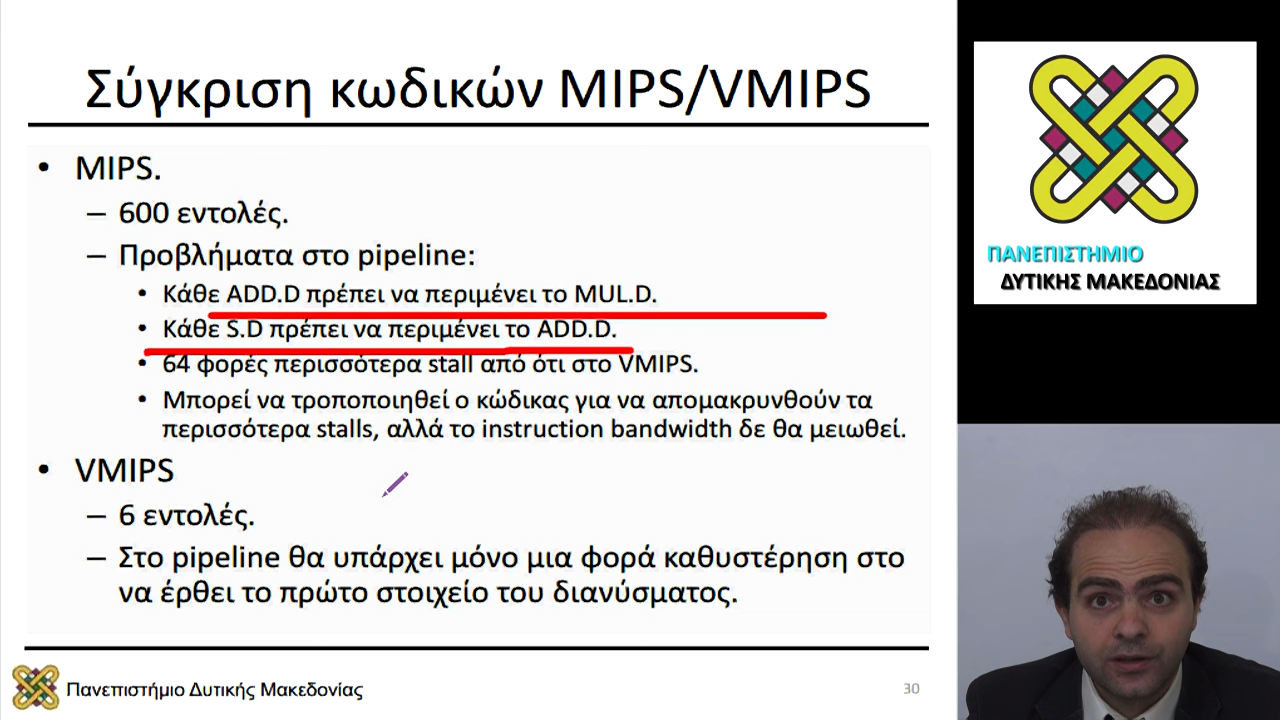 Σύγκριση κωδικών MIPS/VMIPS
• MIPS.
– 600 εντολές.
– Προβλήματα στο pipeline:
• Κάθε ADD.D πρέπει να περιμένει το MUL.D.
• Κάθε S.D πρέπει να περιμένει το ADD.D.
• 64 φορές περισσότερα stall από ότι στο VMIPS.
• Μπορεί να τροποποιηθεί ο κώδικας για να απομακρυνθούν τα
περισσότερα stalls, αλλά το instruction bandwidth δε θα μειωθεί.
• VMIPS
– 6 εντολές.
– Στο pipeline θα υπάρχει μόνο μια φορά καθυστέρηση στο
να έρθει το πρώτο στοιχείο του διανύσματος.
Πανεπιστήμιο Δυτικής Μακεδονίας
30
ΠΑΝΕΠΙΣΤΗΜΙΟ
ΔΥΤΙΚΗΣ ΜΑΚΕΔΟΝΙΑΣ